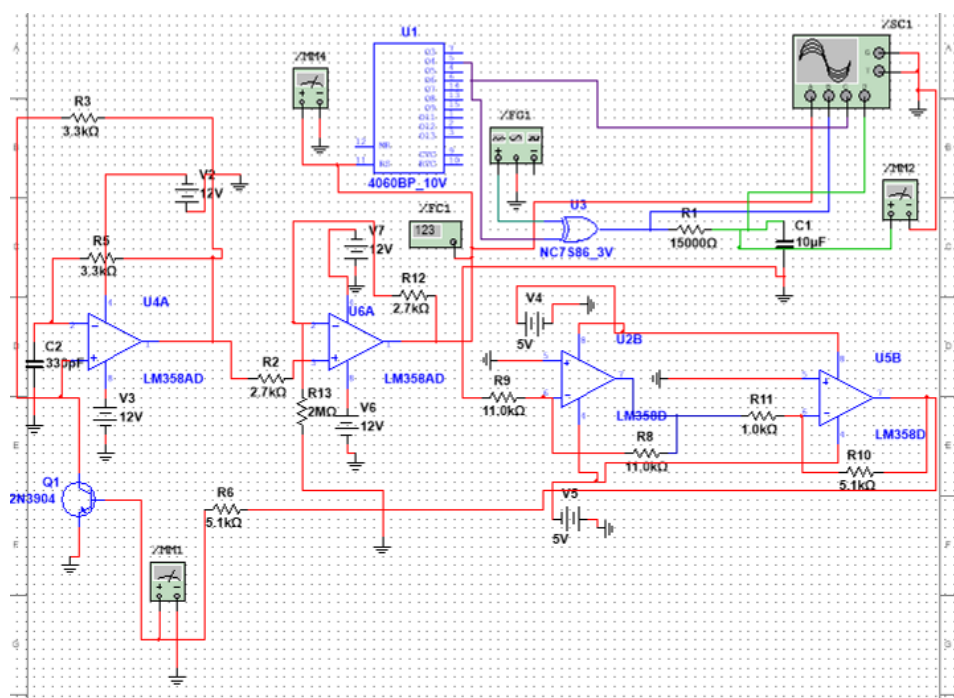 U1
XSC1
XMM4
R3
3.3kΩ
XFG1
4060BP_10V
XMM2
V2
12V
U3
R1
15000Ω
C1
10µF
NC7S86_3V
XFC1
123
V7
12V
R5
3.3kΩ
R12
2.7kΩ
U4A
U6A
V4
5V
U2B
U5B
C2
330pF
LM358AD
R2
2.7kΩ
LM358AD
R13
2MΩ
R9
11.0kΩ
LM358D
R11
1.0kΩ
LM358D
V3
12V
V6
12V
R8
11.0kΩ
R10
5.1kΩ
Q1
2N3904
R6
5.1kΩ
V5
5V
XMM1